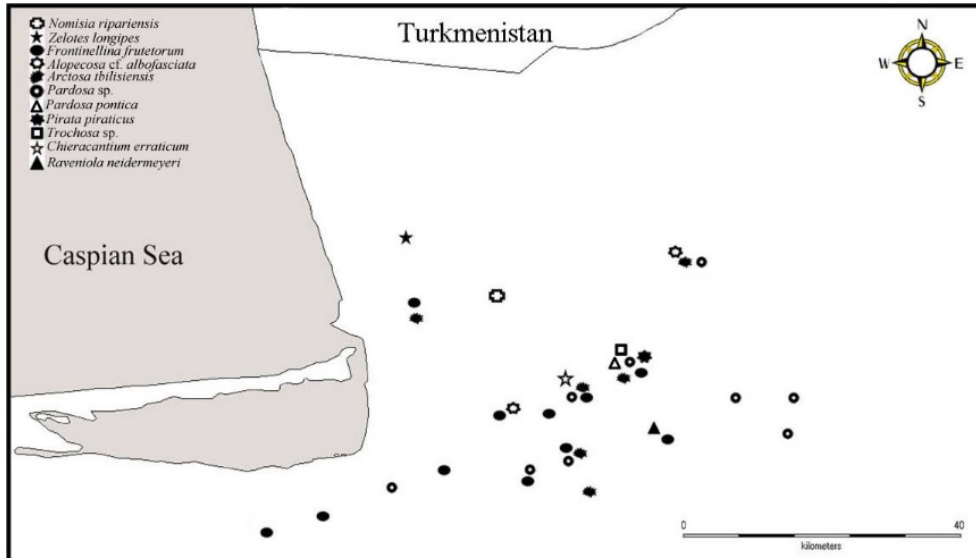 Nomisia ripariensis
Zelotes longipes
Frontinellina frutetorum
Alopecosa cf. albofasciata
Arctosa tbilisiensis
Pardosa sp.
Pardosa pontica
Pirata piraticus
Trochosa sp.
Chieracantium erraticum
Raveniola neidermeyeri
Turkmenistan
N
W E
S
Caspian Sea
0 40
kilometers